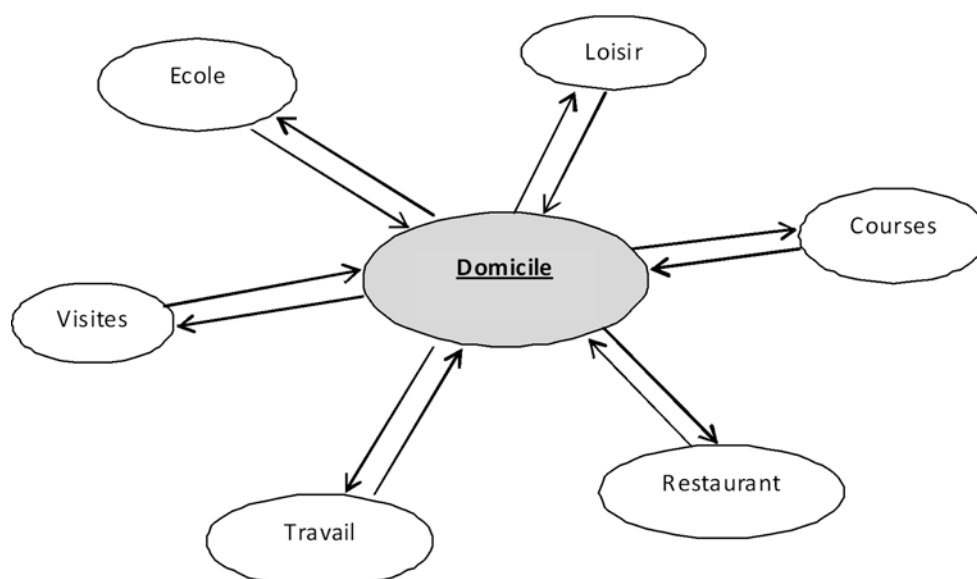 Loisir
Ecole
Courses
Domicile
Visites
Restaurant
Travail